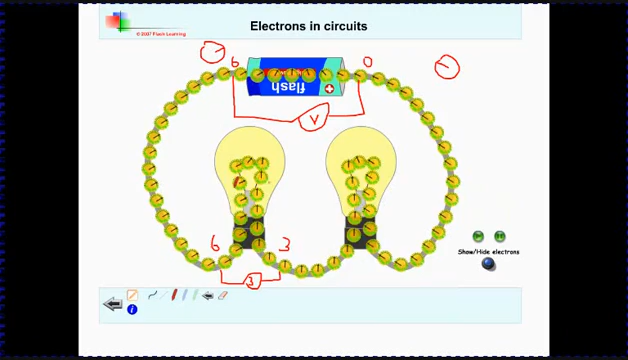 Electrons in circuits
© 2007 Flash Learning
6
0
flash
V
6
3
3
Show/Hide electrons